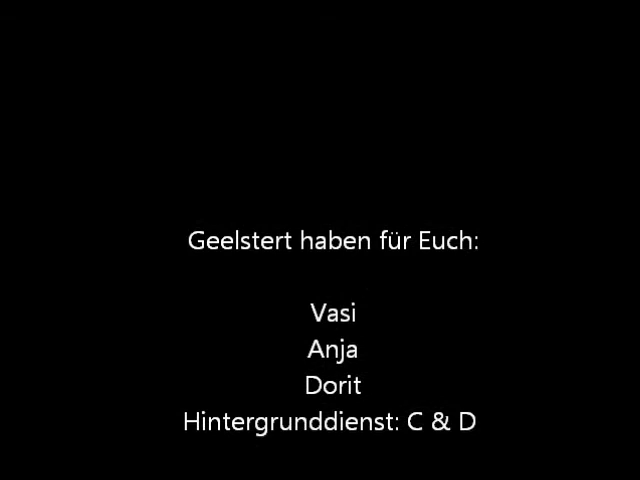 Geelstert haben für Euch:
Vasi
Anja
Dorit
Hintergrunddienst: C & D